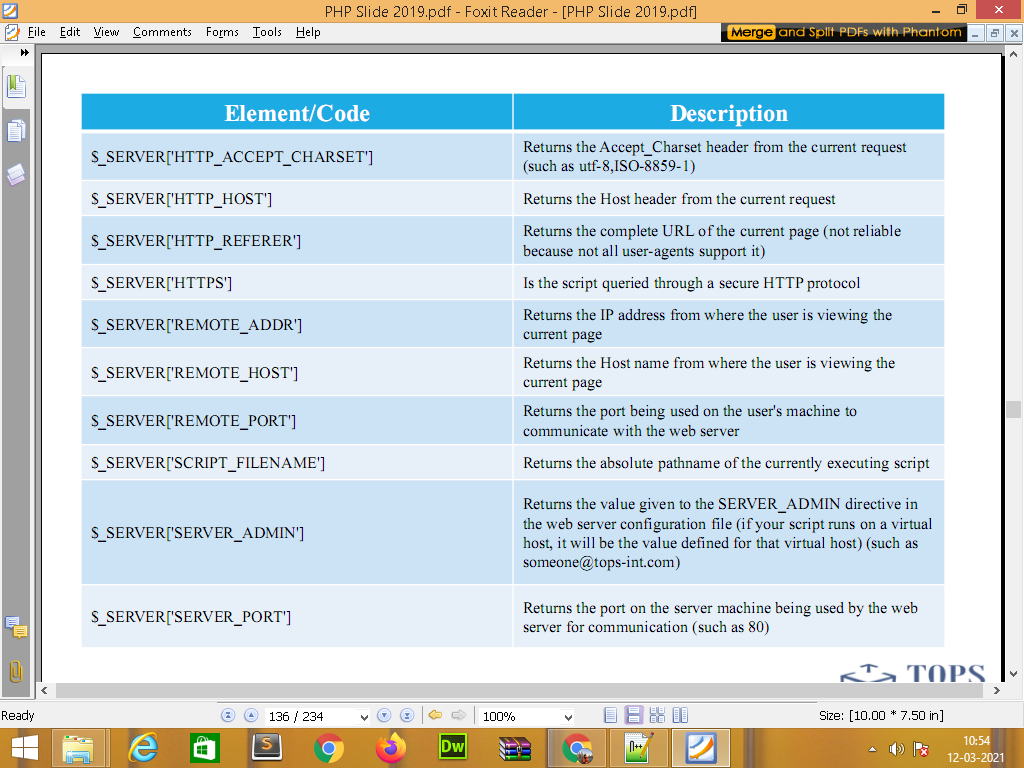 PHP Slide 2019.pdf - Foxit Reader - [PHP Slide 2019.pdf]
File Edit View Comments Forms Tools Help
Merge and Split PDFs with Phantom
Element/Code
Description
$_SERVER['HTTP_ACCEPT_CHARSET']
Returns the Accept_Charset header from the current request
(such as utf-8,ISO-8859-1)
$_SERVER['HTTP_HOST']
Returns the Host header from the current request
$_SERVER['HTTP_REFERER']
Returns the complete URL of the current page (not reliable
because not all user-agents support it)
$_SERVER['HTTPS']
Is the script queried through a secure HTTP protocol
$_SERVER['REMOTE_ADDR']
Returns the IP address from where the user is viewing the
current page
$_SERVER['REMOTE_HOST']
Returns the Host name from where the user is viewing the
current page
$_SERVER['REMOTE_PORT']
Returns the port being used on the user's machine to
communicate with the web server
$_SERVER['SCRIPT_FILENAME']
Returns the absolute pathname of the currently executing script
$_SERVER['SERVER_ADMIN']
Returns the value given to the SERVER_ADMIN directive in
the web server configuration file (if your script runs on a virtual
host, it will be the value defined for that virtual host) (such as
someone@tops-int.com)
$_SERVER['SERVER_PORT']
Returns the port on the server machine being used by the web
server for communication (such as 80)
TOPS
Ready
136 / 234
100%
Size: [10.00 * 7.50 in]
S
Dw
n++
10:54
12-03-2021